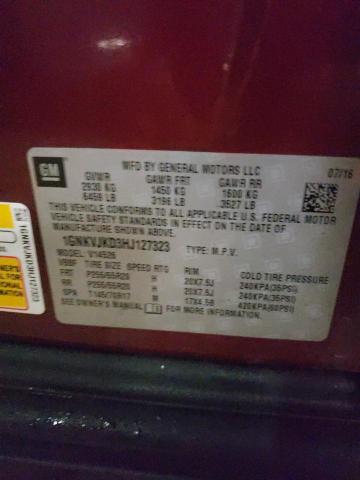 GM
MFD BY GENERAL MOTORS LLC
07/16
GVWR GAWR FRT GAWR RR
2930 KG 1450 KG 1600 KG
6459 LB 3196 LB 3527 LB
THIS VEHICLE CONFORMS TO ALL APPLICABLE U.S. FEDERAL MOTOR
VEHICLE SAFETY STANDARDS IN EFFECT ON THE DATE OF
MANUFACTURE SHOWN ABOVE.
1GNKVJKD3HJ127323 TYPE: M.P.V.
MODEL: V14526
TIRE SIZE SPEED RTG RIM COLD TIRE PRESSURE
FRT P255/55R20 H 20X7.5J 240KPA(35PSI)
RR P255/55R20 H 20X7.5J 240KPA(35PSI)
SPA T145/70R17 M 17X4.5B 420KPA(60PSI)
SEE OWNER'S MANUAL FOR MORE INFORMATION.